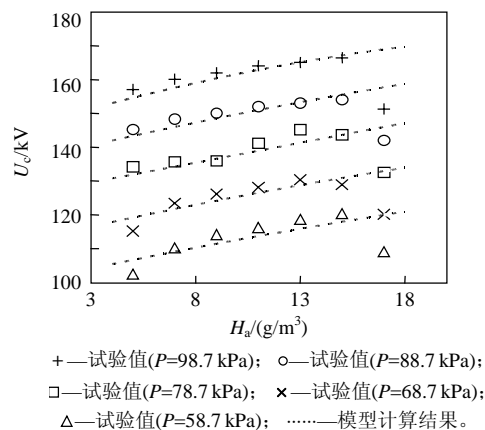 180
160
140
120
100
U_c/kV
3 8 13 18
H_a/(g/m³)
+—试验值(P=98.7 kPa); ○—试验值(P=88.7 kPa);
□—试验值(P=78.7 kPa); ×—试验值(P=68.7 kPa);
△—试验值(P=58.7 kPa); ······—模型计算结果。